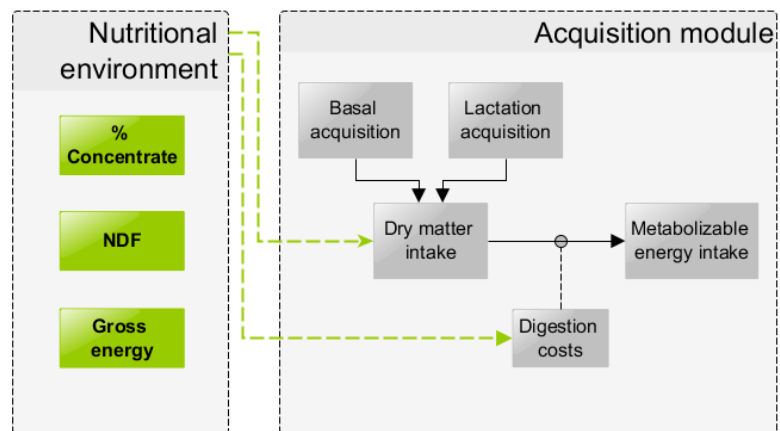 Nutritional
environment
%
Concentrate
NDF
Gross
energy
Acquisition module
Basal
acquisition
Lactation
acquisition
Dry matter
intake
Metabolizable
energy intake
Digestion
costs